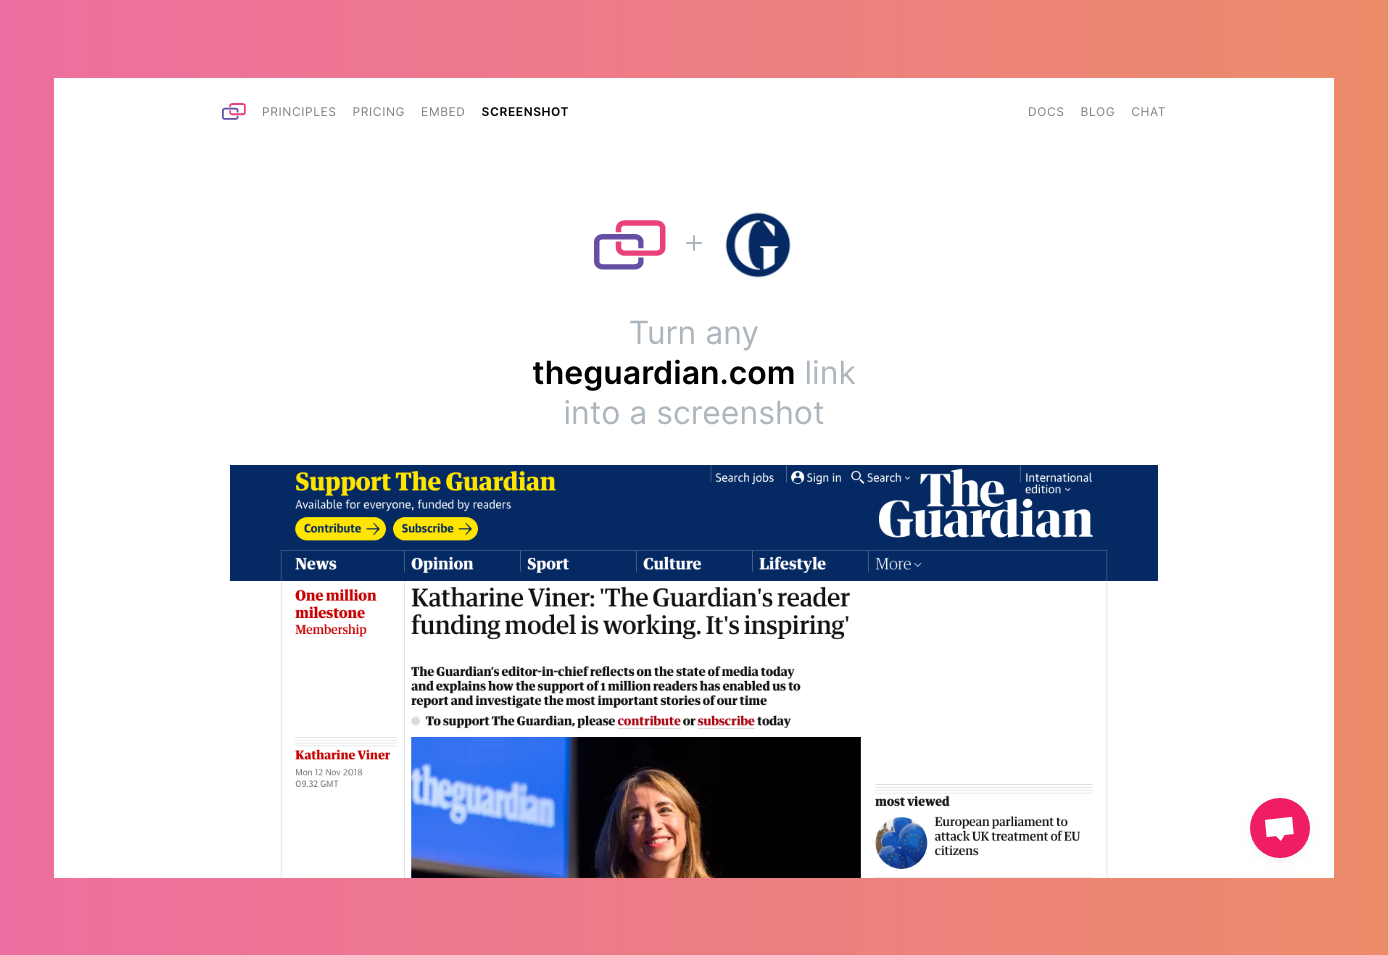 PRINCIPLES PRICING EMBED SCREENSHOT DOCS BLOG CHAT
G
Turn any
theguardian.com link
into a screenshot
Support The Guardian
Available for everyone, funded by readers
Contribute → Subscribe →
Search jobs Sign in Search International
edition
The
Guardian
News Opinion Sport Culture Lifestyle More
One million
milestone
Membership
Katharine Viner: 'The Guardian's reader
funding model is working. It's inspiring'
The Guardian's editor-in-chief reflects on the state of media today
and explains how the support of 1 million readers has enabled us to
report and investigate the most important stories of our time
To support The Guardian, please contribute or subscribe today
Katharine Viner
Mon 12 Nov 2018
09.32 GMT
theguardian
most viewed
European parliament to
attack UK treatment of EU
citizens